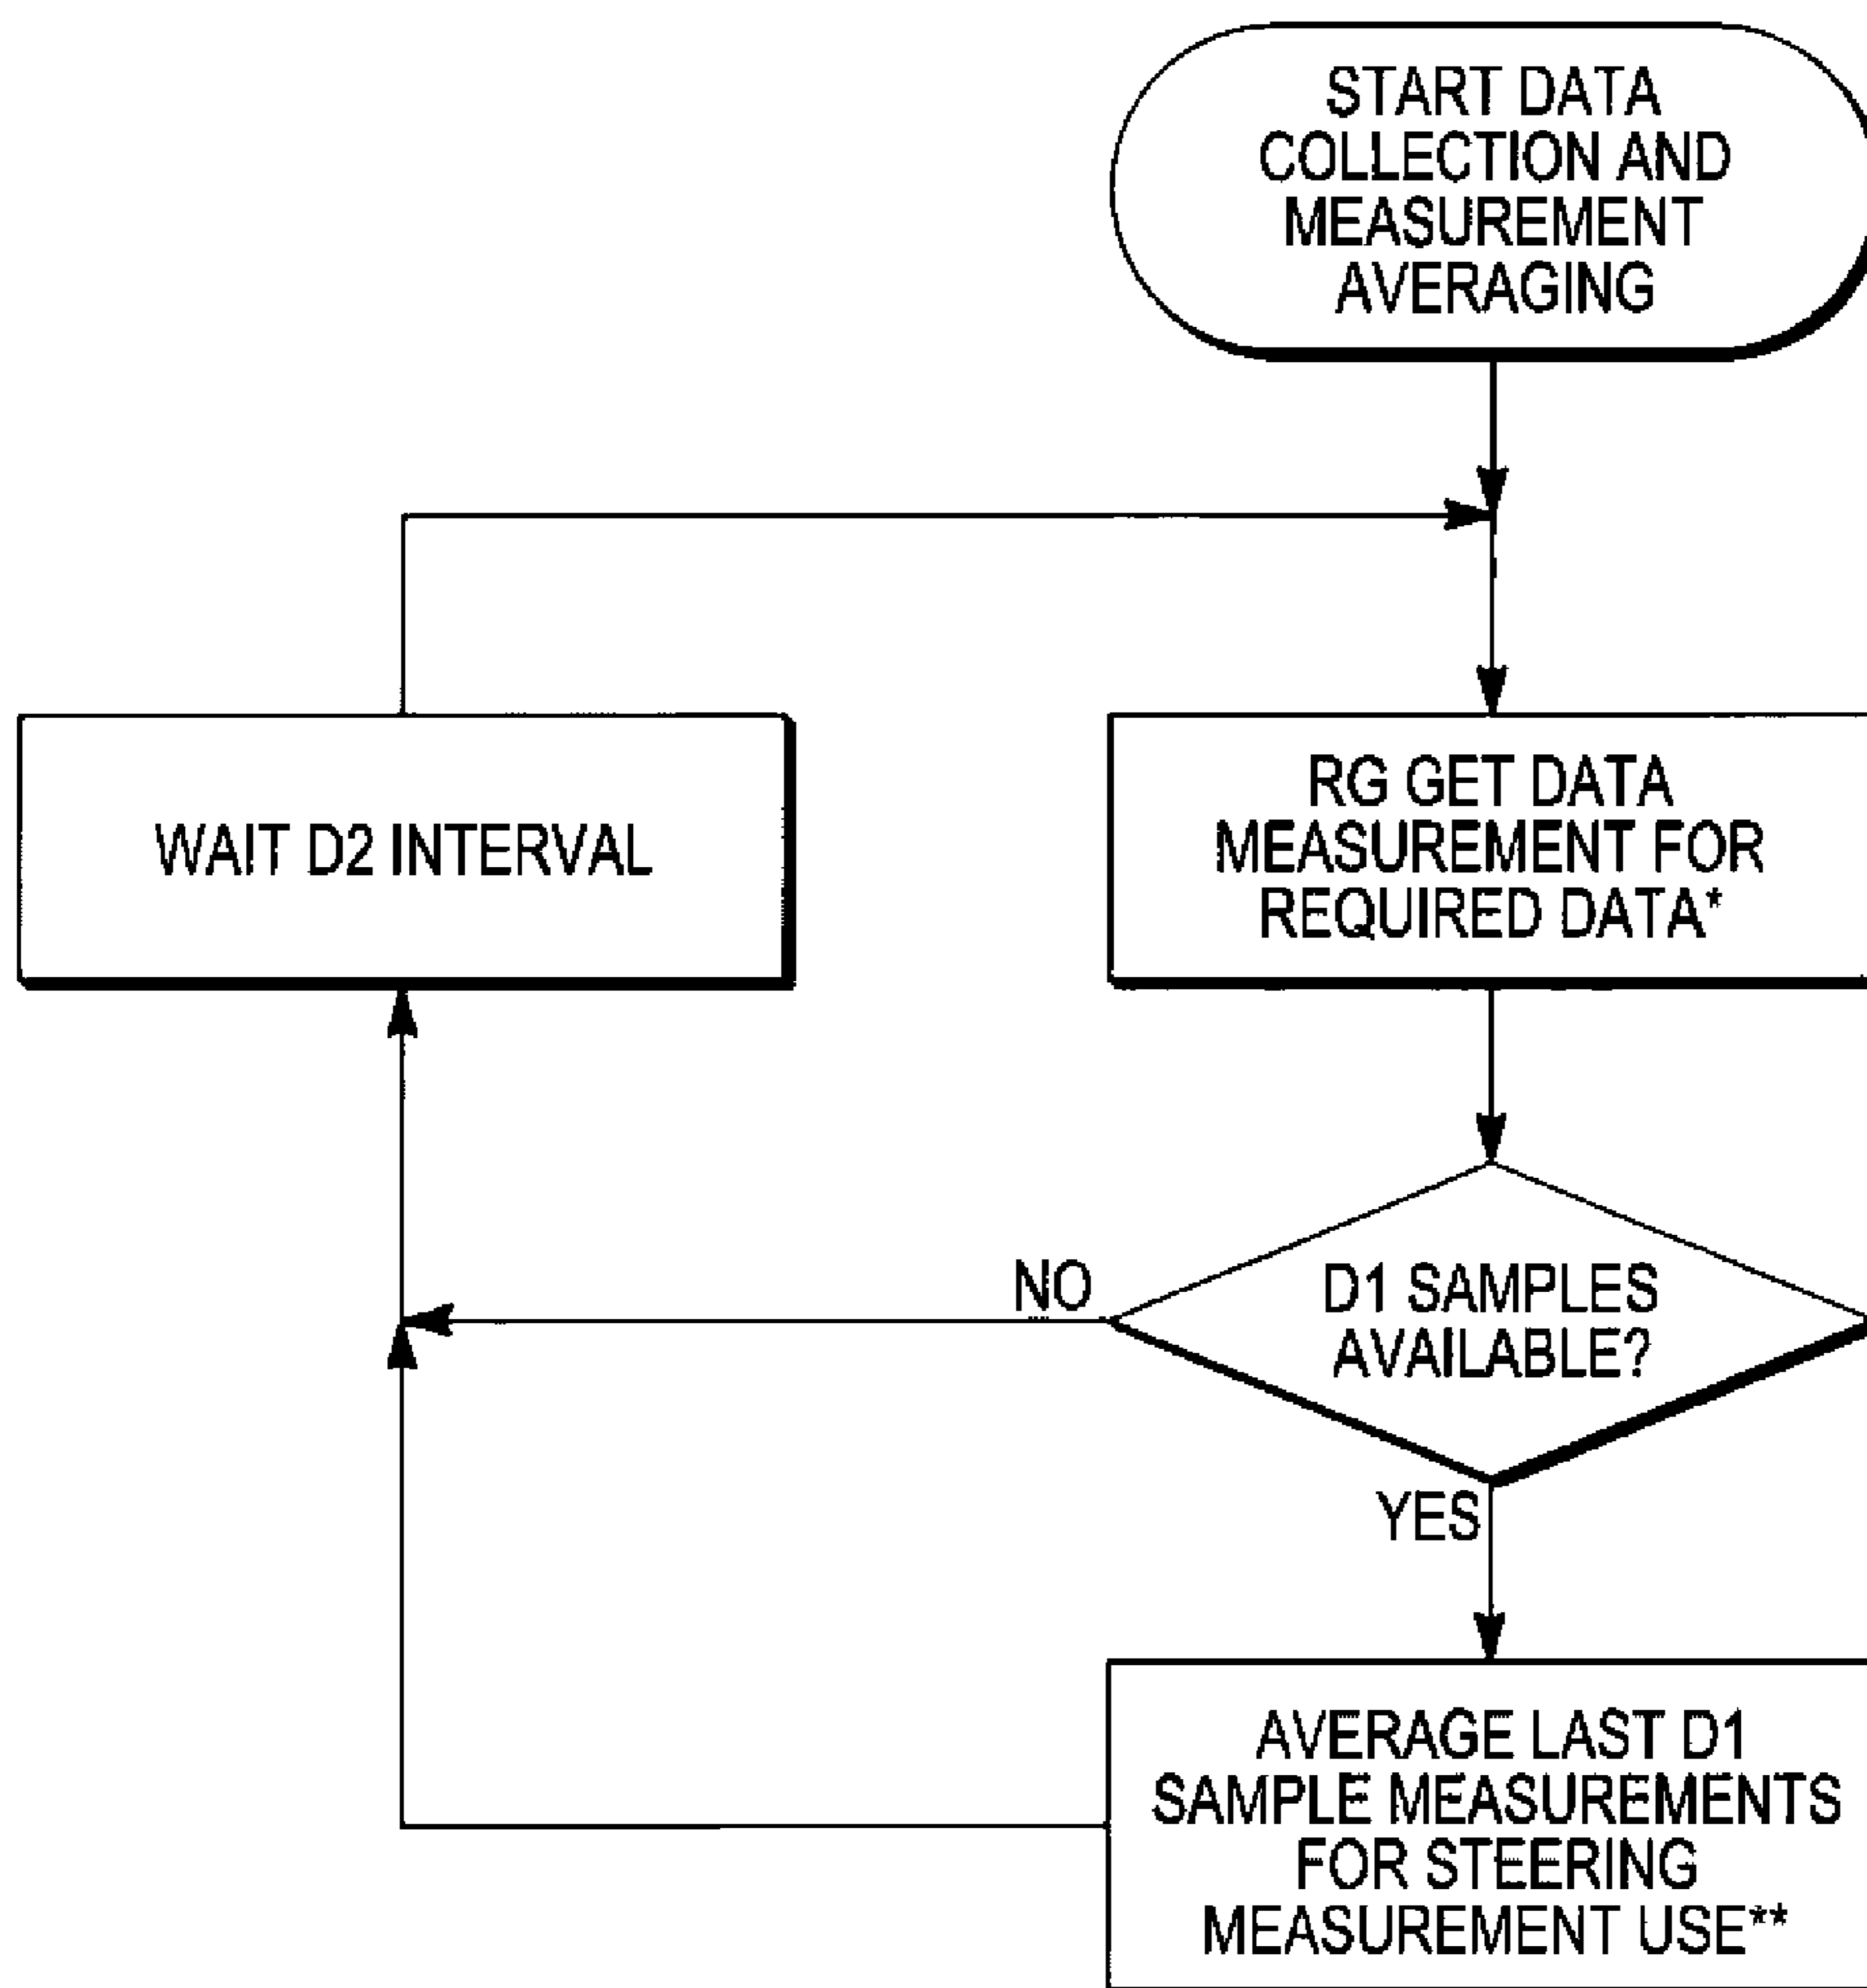 START DATA
COLLECTION AND
MEASUREMENT
AVERAGING
WAIT D2 INTERVAL
RG GET DATA
MEASUREMENT FOR
REQUIRED DATA*
NO
D1 SAMPLES
AVAILABLE?
YES
AVERAGE LAST D1
SAMPLE MEASUREMENTS
FOR STEERING
MEASUREMENT USE**